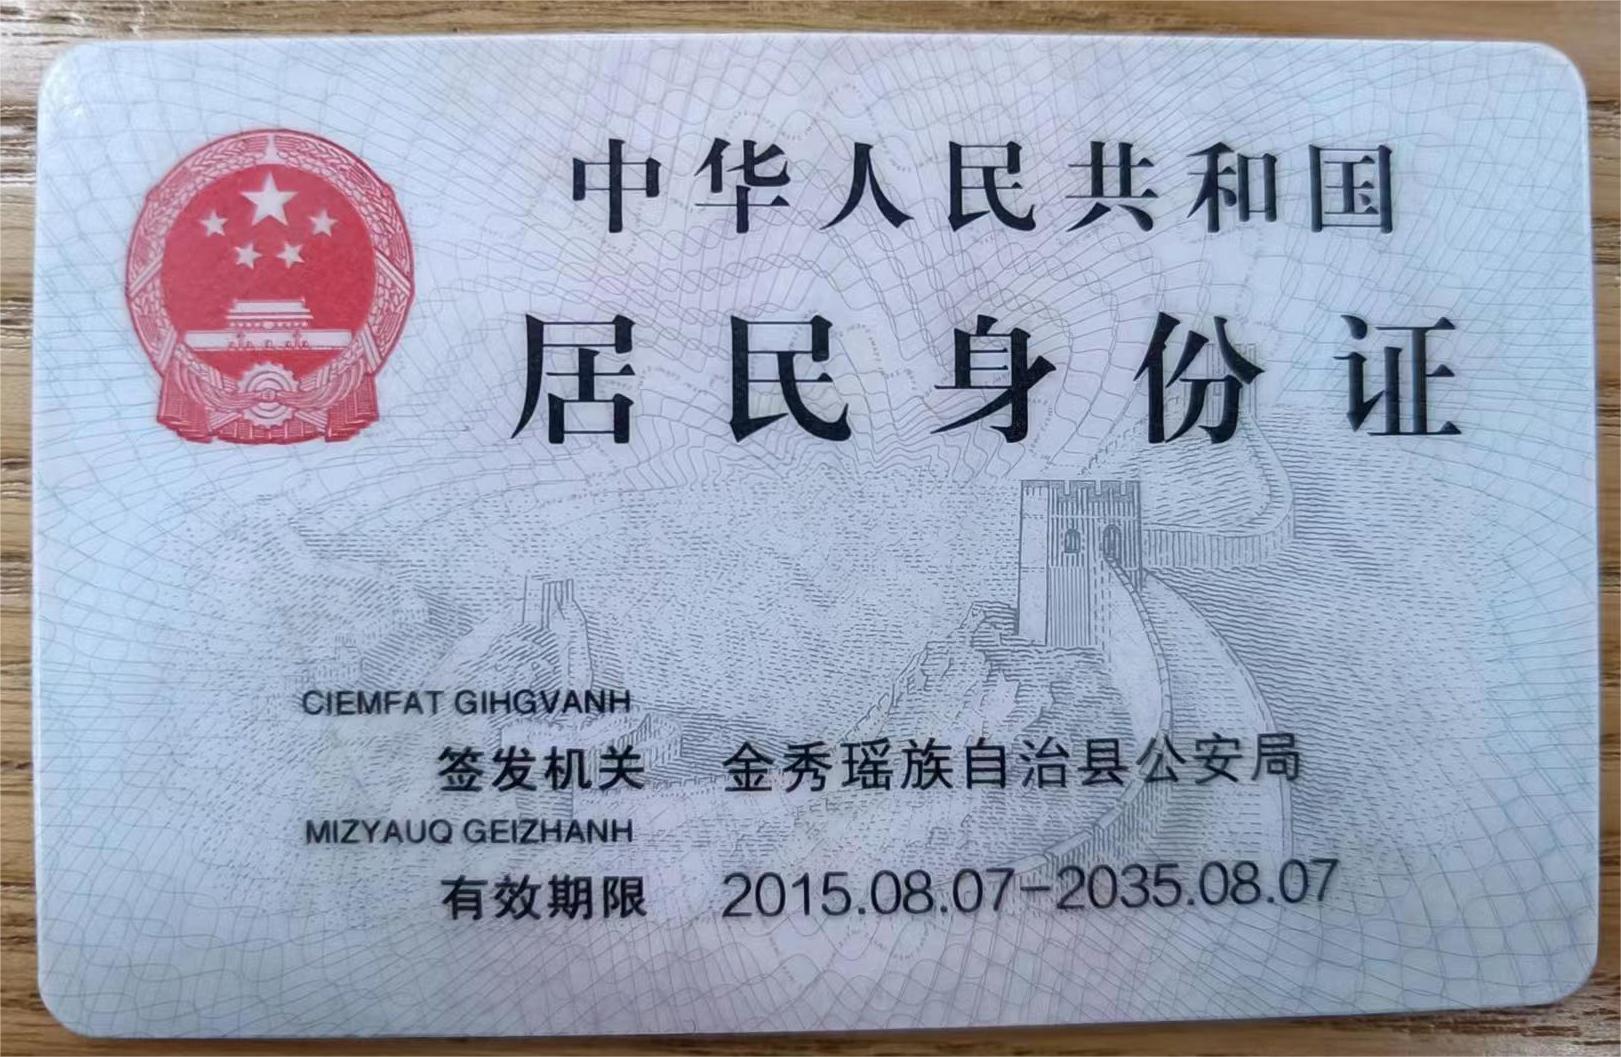 中华人民共和国
居民身份证
CIEMFAT GIHGVANH
签发机关 金秀瑶族自治县公安局
MIZYAUQ GEIZHANH
有效期限 2015.08.07-2035.08.07